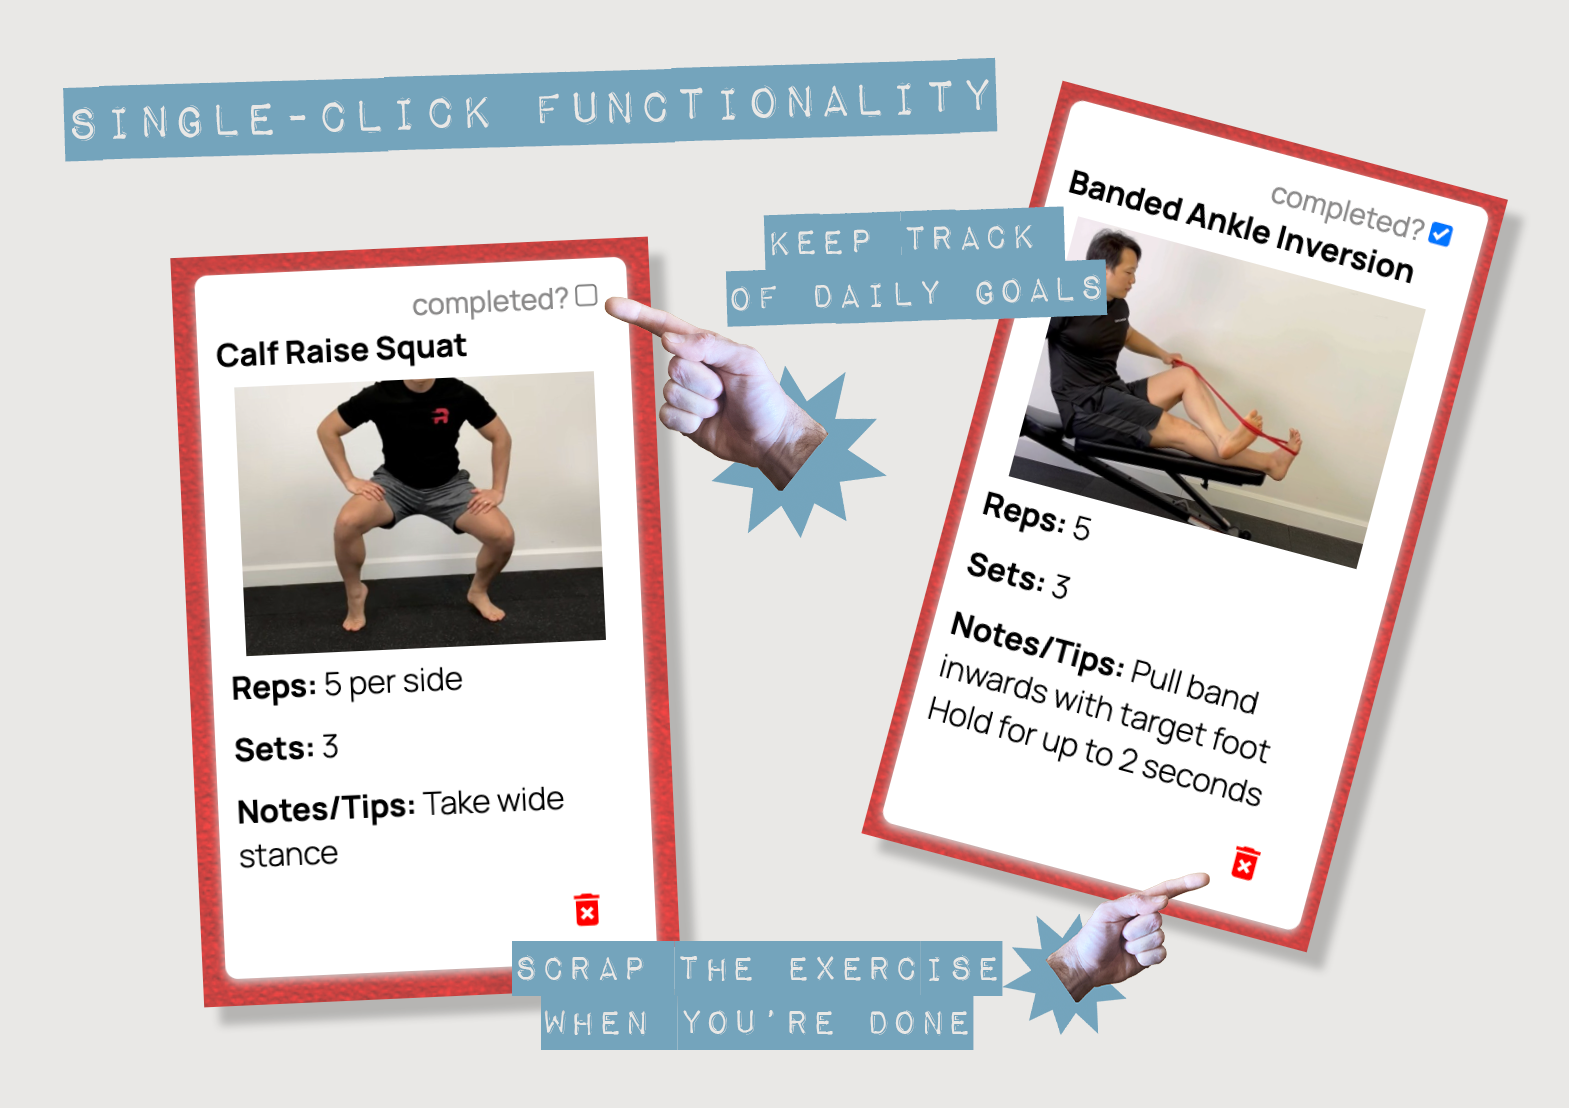 SINGLE-CLICK FUNCTIONALITY
KEEP TRACK
OF DAILY GOALS
completed?
Calf Raise Squat
Reps: 5 per side
Sets: 3
Notes/Tips: Take wide
stance
completed?
Banded Ankle Inversion
Reps: 5
Sets: 3
Notes/Tips: Pull band
inwards with target foot
Hold for up to 2 seconds
SCRAP THE EXERCISE
WHEN YOU'RE DONE